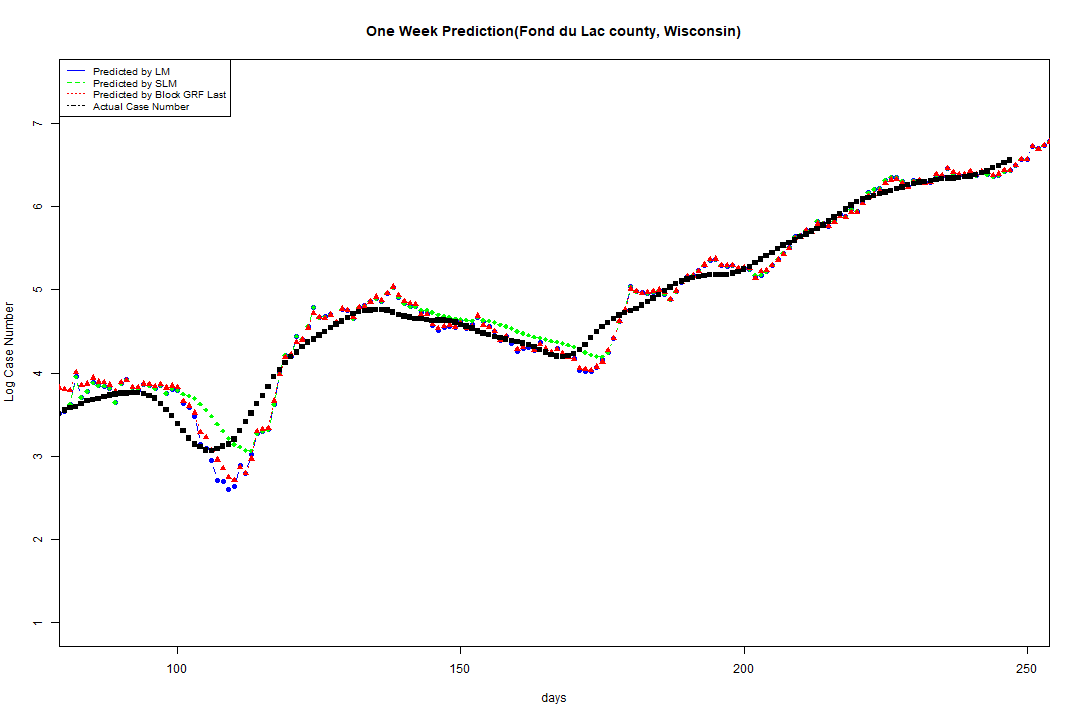 One Week Prediction(Fond du Lac county, Wisconsin)
Predicted by LM
Predicted by SLM
Predicted by Block GRF Last
Actual Case Number
7
6
5
4
3
2
1
Log Case Number
100 150 200 250
days